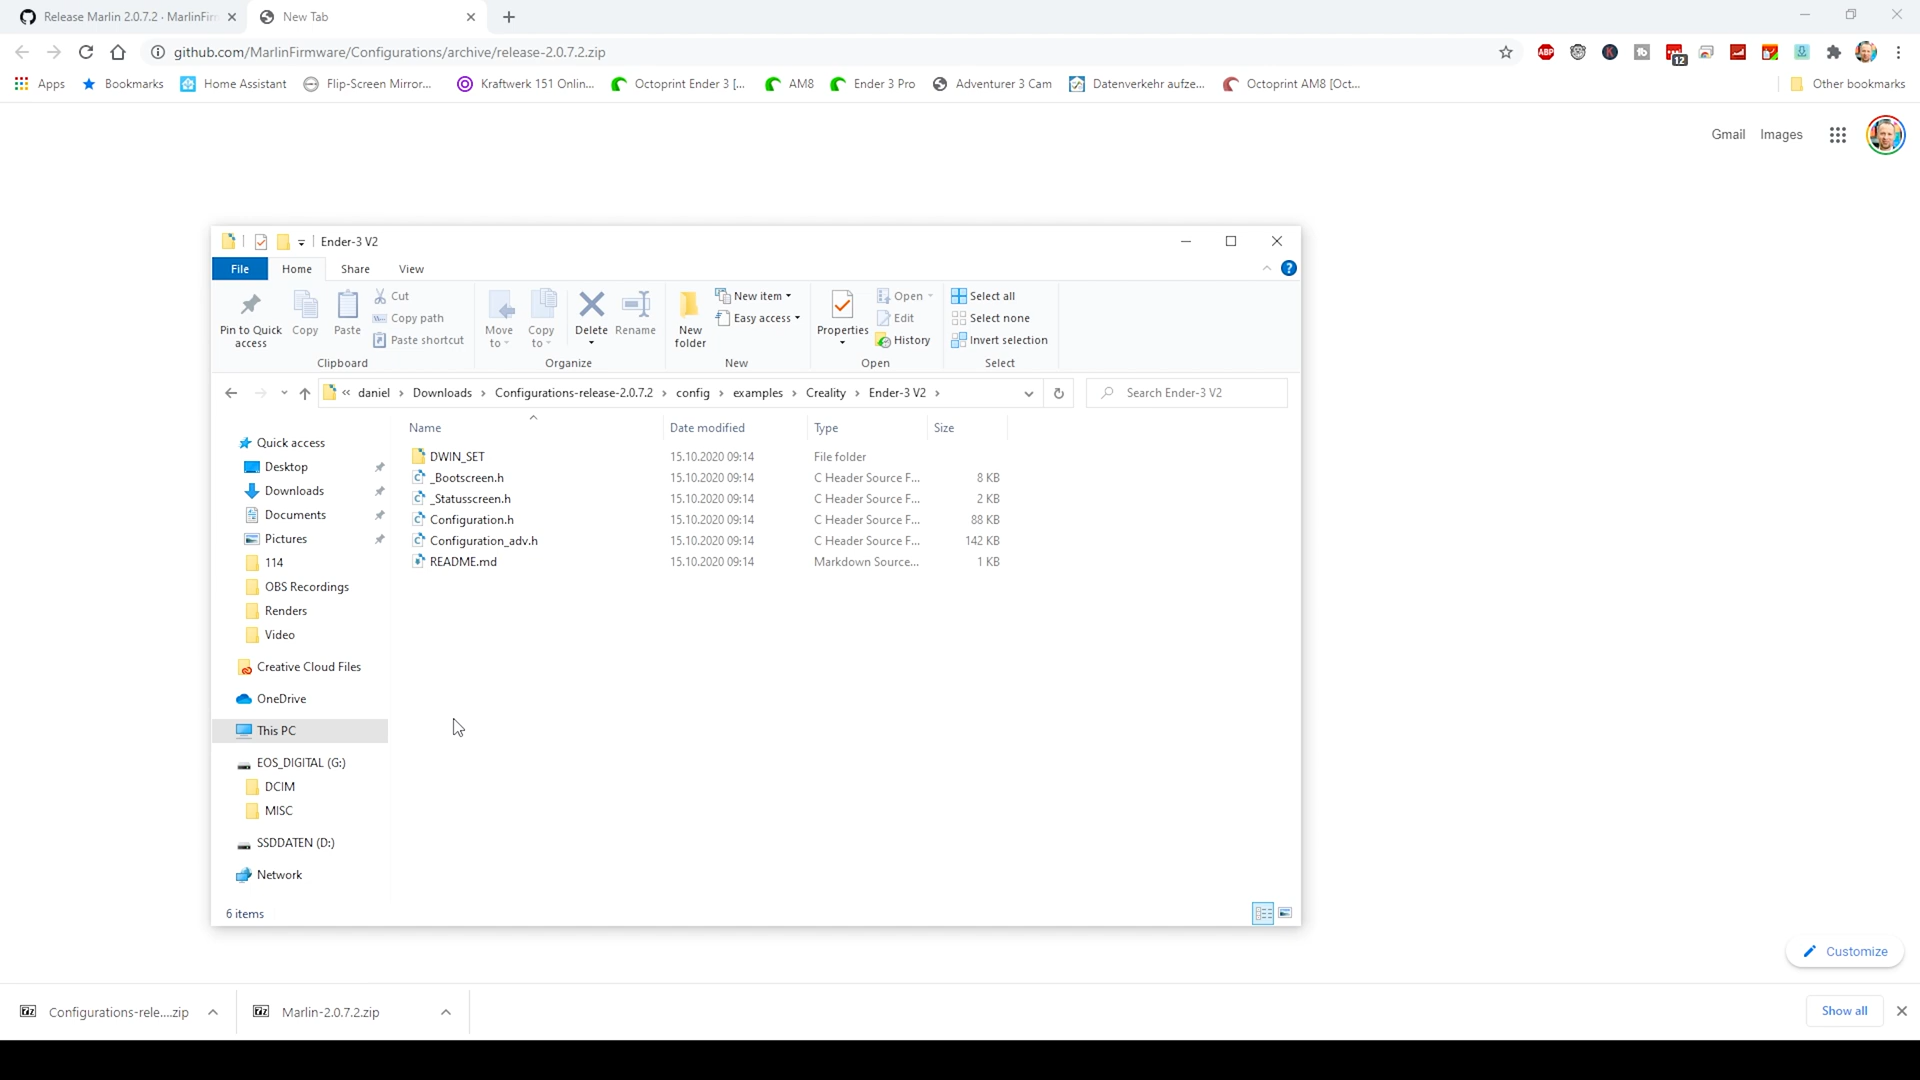 Release Marlin 2.0.7.2 · MarlinFirm
New Tab
github.com/MarlinFirmware/Configurations/archive/release-2.0.7.2.zip
ABP
12
Apps
Bookmarks
Home Assistant
Flip-Screen Mirror...
Kraftwerk 151 Onlin...
Octoprint Ender 3 [...
AM8
Ender 3 Pro
Adventurer 3 Cam
Datenverkehr aufze...
Octoprint AM8 [Oct...
Other bookmarks
Gmail
Images
Ender-3 V2
File
Home
Share
View
Pin to Quick access
Copy
Paste
Cut
Copy path
Paste shortcut
Clipboard
Move to
Copy to
Delete
Rename
Organize
New folder
New item
Easy access
New
Properties
Open
Edit
History
Open
Select all
Select none
Invert selection
Select
« daniel › Downloads › Configurations-release-2.0.7.2 › config › examples › Creality › Ender-3 V2 ›
Search Ender-3 V2
Name Date modified Type Size
DWIN_SET 15.10.2020 09:14 File folder
_Bootscreen.h 15.10.2020 09:14 C Header Source F... 8 KB
_Statusscreen.h 15.10.2020 09:14 C Header Source F... 2 KB
Configuration.h 15.10.2020 09:14 C Header Source F... 88 KB
Configuration_adv.h 15.10.2020 09:14 C Header Source F... 142 KB
README.md 15.10.2020 09:14 Markdown Source... 1 KB
Quick access
Desktop
Downloads
Documents
Pictures
114
OBS Recordings
Renders
Video
Creative Cloud Files
OneDrive
This PC
EOS_DIGITAL (G:)
DCIM
MISC
SSDDATEN (D:)
Network
6 items
Customize
Configurations-rele....zip
Marlin-2.0.7.2.zip
Show all